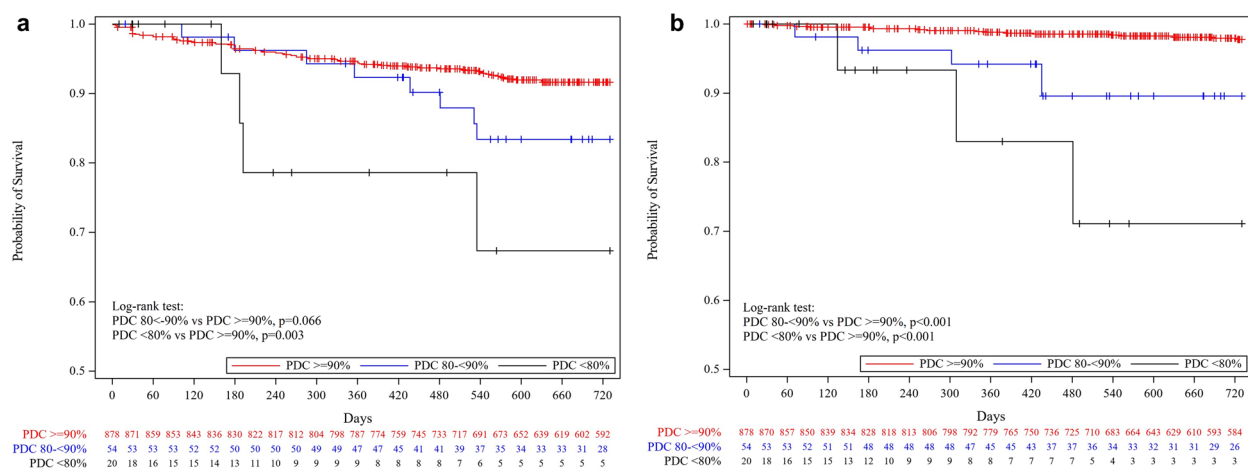 a
1.0
0.9
0.8
0.7
0.6
0.5
Probability of Survival
Log-rank test:
PDC 80<-90% vs PDC >=90%, p=0.066
PDC <80% vs PDC >=90%, p=0.003
PDC >=90% PDC 80-<90% PDC <80%
0 60 120 180 240 300 360 420 480 540 600 660 720
Days
PDC >=90% 878 871 859 853 843 836 830 822 817 812 804 798 787 774 759 745 733 717 691 673 652 639 619 602 592
PDC 80-<90% 54 53 53 53 52 52 50 50 50 50 49 49 47 47 45 41 41 39 37 35 34 33 33 31 28
PDC <80% 20 18 16 15 15 14 13 11 10 9 9 9 9 8 8 8 8 7 6 5 5 5 5 5 5
b
1.0
0.9
0.8
0.7
0.6
0.5
Probability of Survival
Log-rank test:
PDC 80-<90% vs PDC >=90%, p<0.001
PDC <80% vs PDC >=90%, p<0.001
PDC >=90% PDC 80-<90% PDC <80%
0 60 120 180 240 300 360 420 480 540 600 660 720
Days
PDC >=90% 878 870 857 850 839 834 828 818 813 806 798 792 779 765 750 736 725 710 683 664 643 629 610 593 584
PDC 80-<90% 54 53 53 52 51 51 48 48 48 48 48 47 45 45 43 37 37 36 34 33 32 31 31 29 26
PDC <80% 20 18 16 15 15 13 12 10 9 9 9 8 8 7 7 7 7 5 4 3 3 3 3 3 3